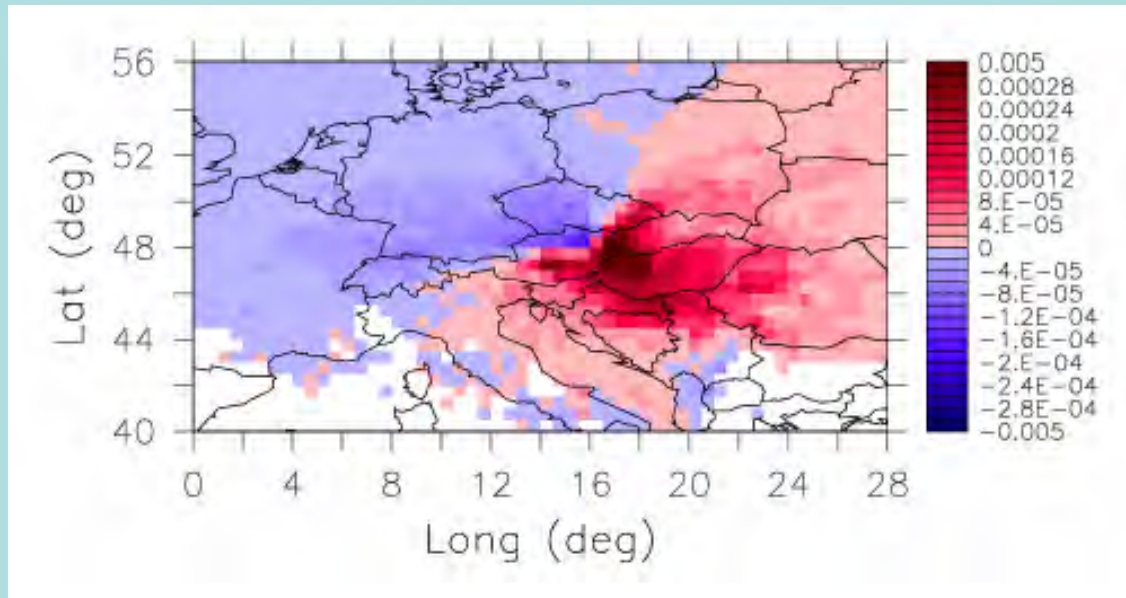 56
52
48
44
40
Lat (deg)
0 4 8 12 16 20 24 28
Long (deg)
0.005
0.00028
0.00024
0.0002
0.00016
0.00012
8.E-05
4.E-05
0
-4.E-05
-8.E-05
-1.2E-04
-1.6E-04
-2.E-04
-2.4E-04
-2.8E-04
-0.005